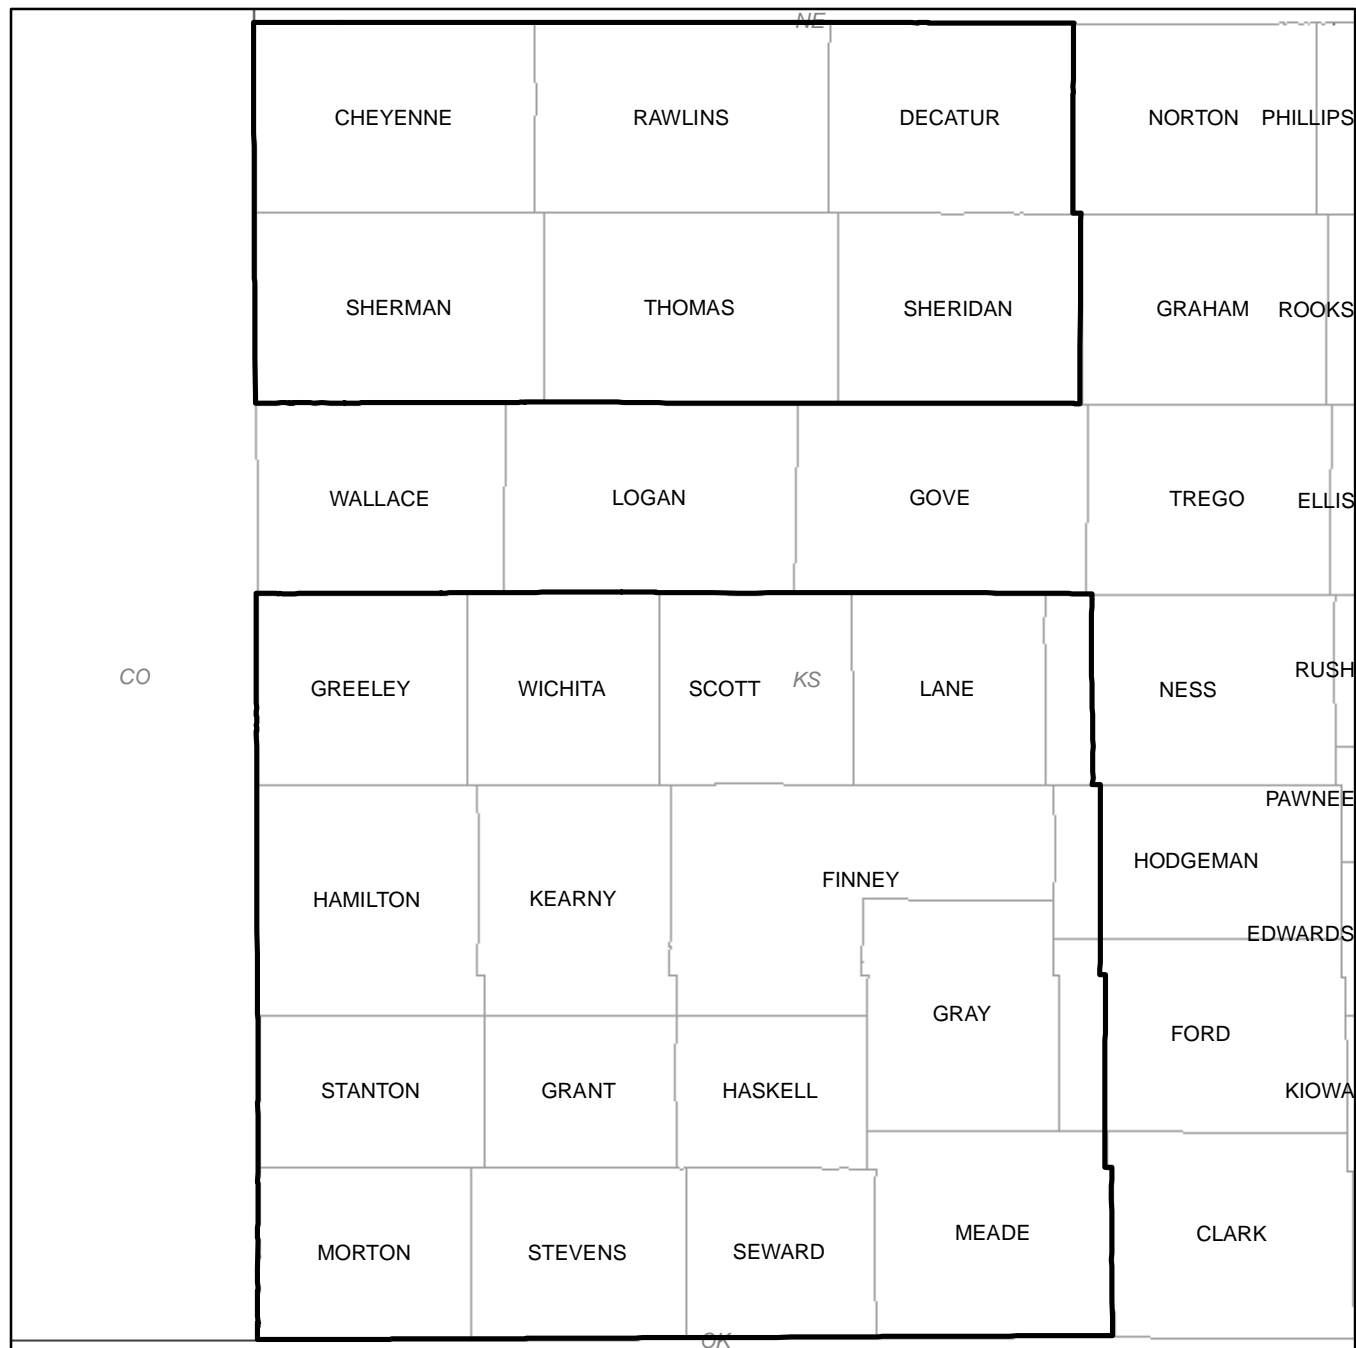 NE
CHEYENNE RAWLINS DECATUR NORTON PHILLIPS
SHERMAN THOMAS SHERIDAN GRAHAM ROOKS
WALLACE LOGAN GOVE TREGO ELLIS
CO GREELEY WICHITA SCOTT KS LANE NESS RUSH
PAWNEE
HAMILTON KEARNY FINNEY HODGEMAN
EDWARDS
GRAY FORD
STANTON GRANT HASKELL KIOWA
MORTON STEVENS SEWARD MEADE CLARK
OK